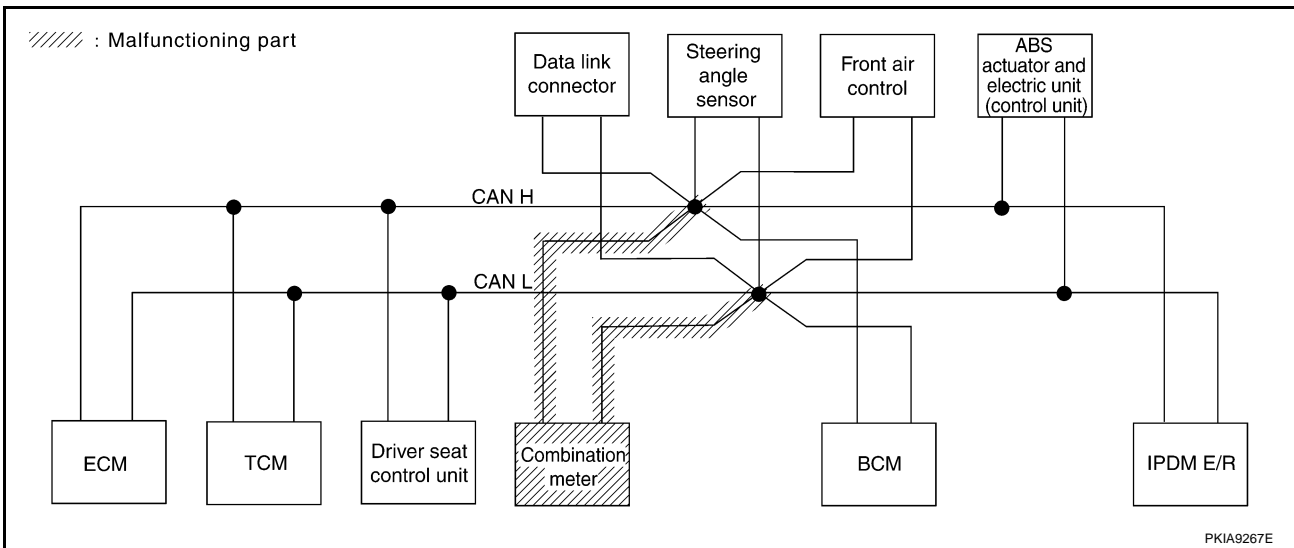 : Malfunctioning part
Data link
connector
Steering
angle
sensor
Front air
control
ABS
actuator and
electric unit
(control unit)
CAN H
CAN L
ECM
TCM
Driver seat
control unit
Combination
meter
BCM
IPDM E/R
PKIA9267E